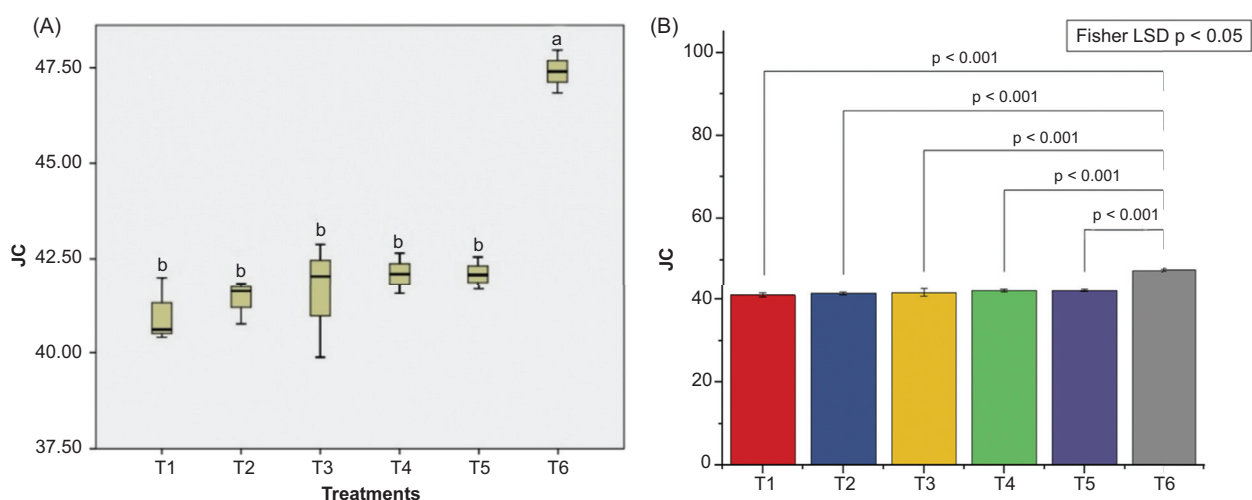 (A)
47.50
45.00
42.50
40.00
37.50
JC
a
b
b
b
b
b
T1 T2 T3 T4 T5 T6
Treatments
(B)
Fisher LSD p < 0.05
100
80
60
40
20
0
JC
p < 0.001
p < 0.001
p < 0.001
p < 0.001
p < 0.001
T1 T2 T3 T4 T5 T6